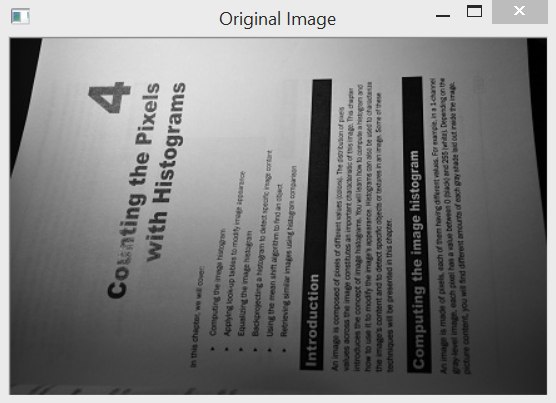 Original Image
4
Counting the Pixels
with Histograms
In this chapter, we will cover:
• Computing the image histogram
• Applying look-up tables to modify image appearance
• Equalizing the image histogram
• Backprojecting a histogram to detect specific image content
• Using the mean shift algorithm to find an object
• Retrieving similar images using histogram comparison
Introduction
An image is composed of pixels of different values (colors). The distribution of pixels
values across the image constitutes an important characteristic of this image. This chapter
introduces the concept of image histograms. You will learn how to compute a histogram and
how to use it to modify the image's appearance. Histograms can also be used to characterize
the image's content and to detect specific objects or textures in an image. Some of these
techniques will be presented in this chapter.
Computing the image histogram
An image is made of pixels, each of them having different values. For example, in a 1-channel
gray-level image, each pixel has a value between 0 (black) and 255 (white). Depending on the
picture content, you will find different amounts of each gray shade laid out inside the image.